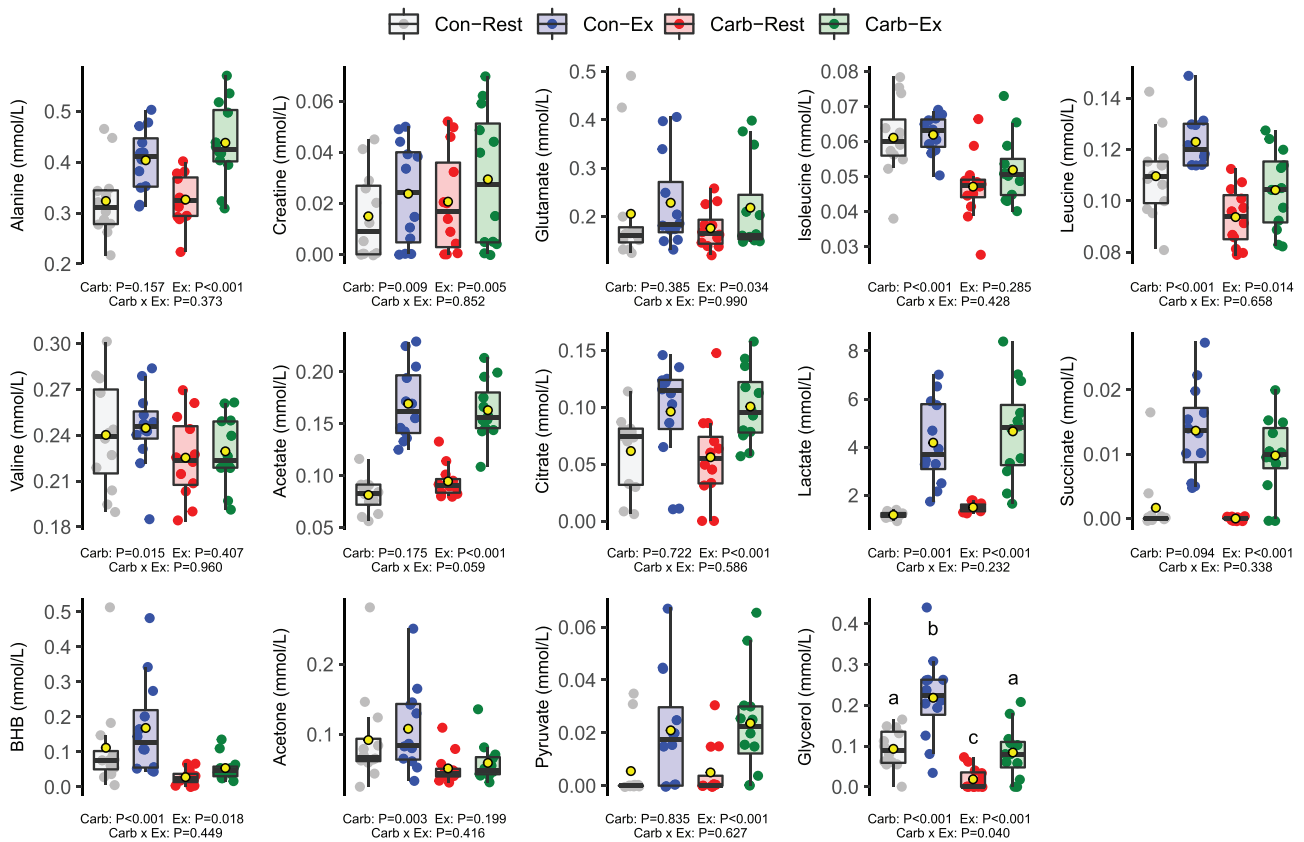 Con−Rest Con−Ex Carb−Rest Carb−Ex
Alanine (mmol/L)
0.5
0.4
0.3
0.2
Carb: P=0.157 Ex: P<0.001
Carb x Ex: P=0.373
Creatine (mmol/L)
0.06
0.04
0.02
0.00
Carb: P=0.009 Ex: P=0.005
Carb x Ex: P=0.852
Glutamate (mmol/L)
0.5
0.4
0.3
0.2
Carb: P=0.385 Ex: P=0.034
Carb x Ex: P=0.990
Isoleucine (mmol/L)
0.08
0.07
0.06
0.05
0.04
0.03
Carb: P<0.001 Ex: P=0.285
Carb x Ex: P=0.428
Leucine (mmol/L)
0.14
0.12
0.10
0.08
Carb: P<0.001 Ex: P=0.014
Carb x Ex: P=0.658
Valine (mmol/L)
0.30
0.27
0.24
0.21
0.18
Carb: P=0.015 Ex: P=0.407
Carb x Ex: P=0.960
Acetate (mmol/L)
0.20
0.15
0.10
0.05
Carb: P=0.175 Ex: P<0.001
Carb x Ex: P=0.059
Citrate (mmol/L)
0.15
0.10
0.05
0.00
Carb: P=0.722 Ex: P<0.001
Carb x Ex: P=0.586
Lactate (mmol/L)
8
6
4
2
Carb: P=0.001 Ex: P<0.001
Carb x Ex: P=0.232
Succinate (mmol/L)
0.02
0.01
0.00
Carb: P=0.094 Ex: P<0.001
Carb x Ex: P=0.338
BHB (mmol/L)
0.5
0.4
0.3
0.2
0.1
0.0
Carb: P<0.001 Ex: P=0.018
Carb x Ex: P=0.449
Acetone (mmol/L)
0.2
0.1
Carb: P=0.003 Ex: P=0.199
Carb x Ex: P=0.416
Pyruvate (mmol/L)
0.06
0.04
0.02
0.00
Carb: P=0.835 Ex: P<0.001
Carb x Ex: P=0.627
Glycerol (mmol/L)
0.4
0.3
0.2
0.1
0.0
a
b
c
a
Carb: P<0.001 Ex: P<0.001
Carb x Ex: P=0.040